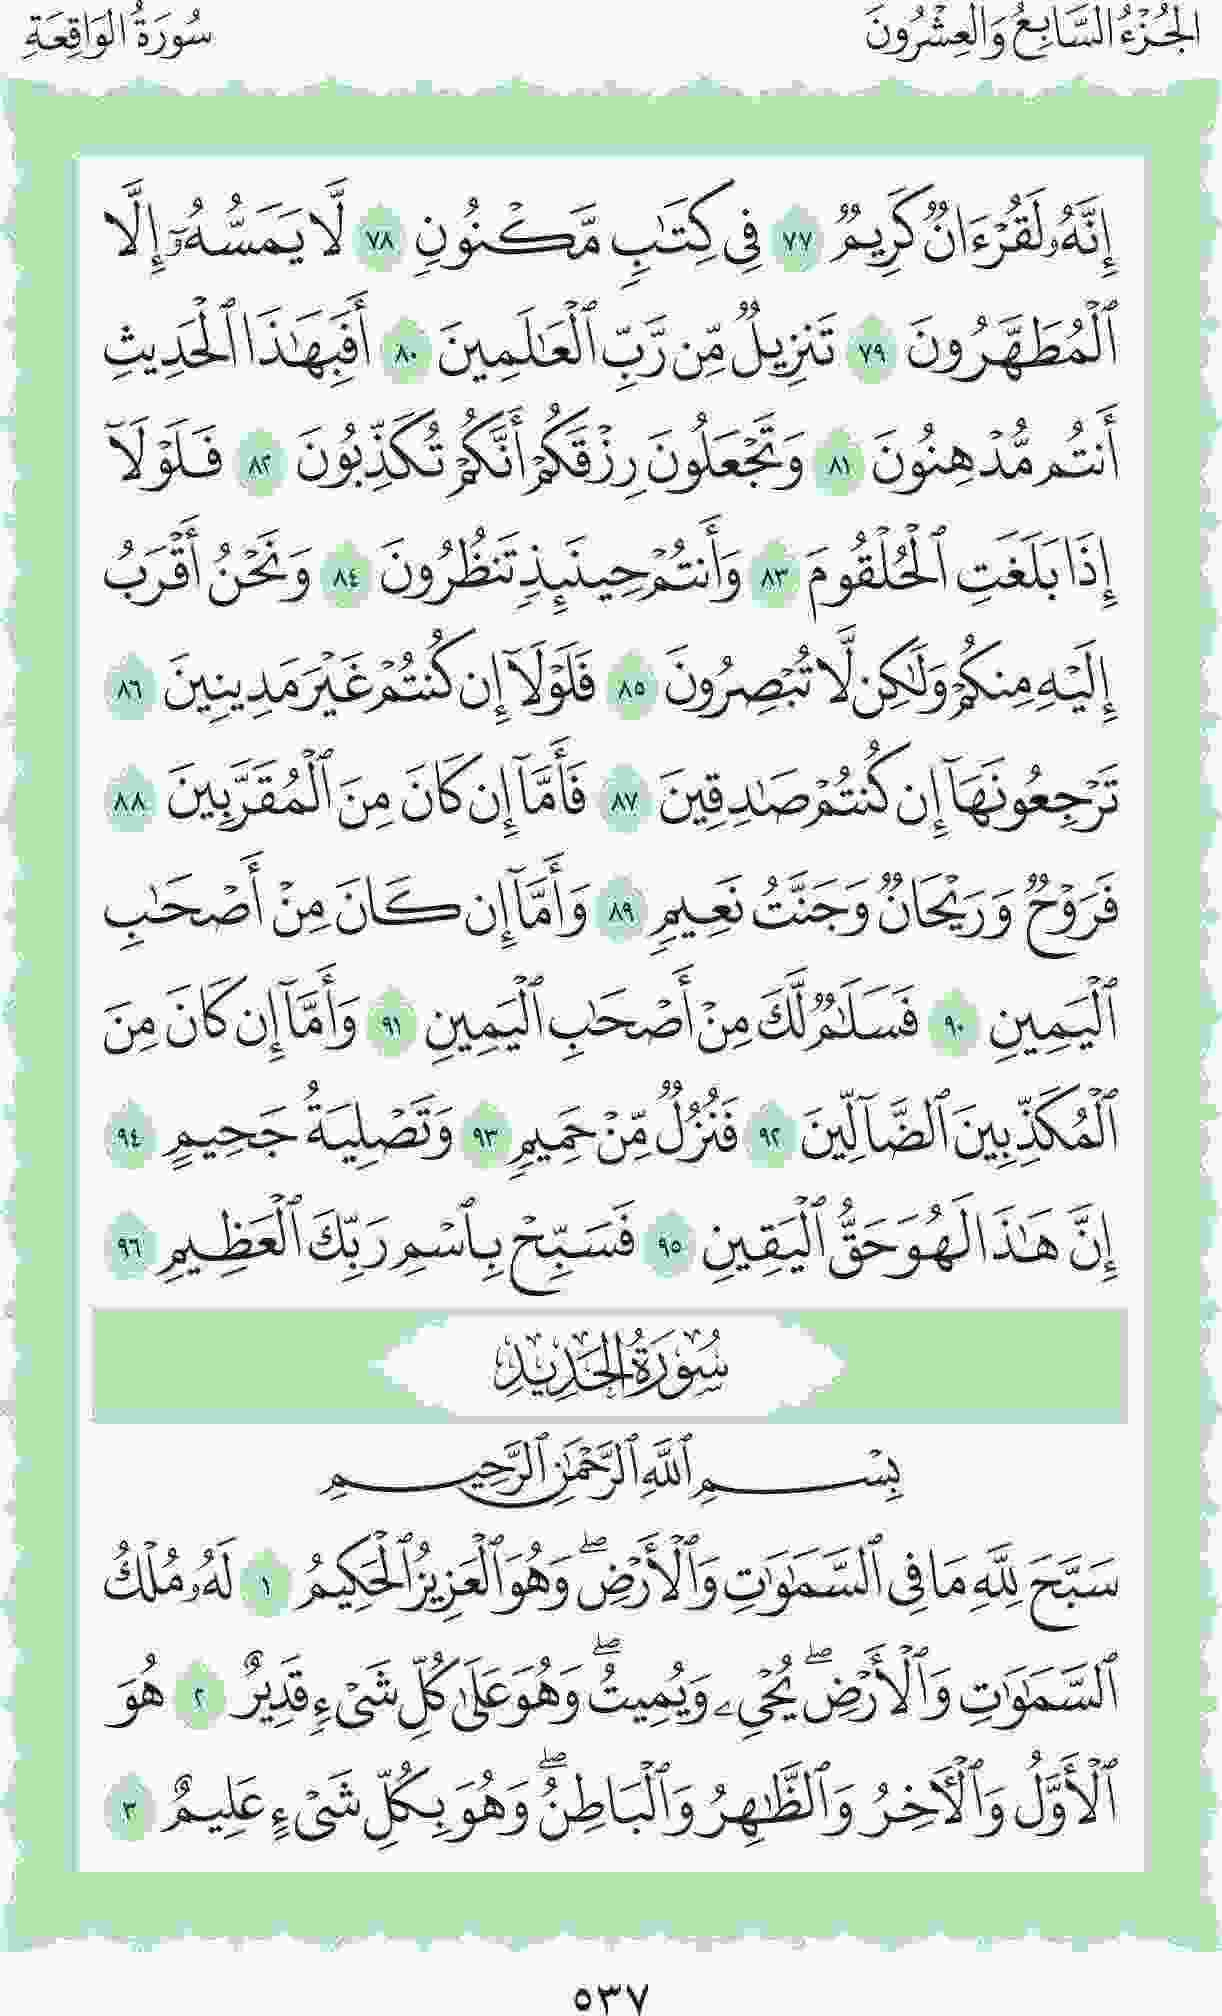 الجُزْءُ السَّابِعُ وَالعِشْرُونَ
سُورَةُ الوَاقِعَةِ
إِنَّهُۥ لَقُرْءَانٌ كَرِيمٌ ٧٧ فِي كِتَٰبٍ مَّكْنُونٍ ٧٨ لَّا يَمَسُّهُۥٓ إِلَّا
ٱلْمُطَهَّرُونَ ٧٩ تَنزِيلٌ مِّن رَّبِّ ٱلْعَٰلَمِينَ ٨٠ أَفَبِهَٰذَا ٱلْحَدِيثِ
أَنتُم مُّدْهِنُونَ ٨١ وَتَجْعَلُونَ رِزْقَكُمْ أَنَّكُمْ تُكَذِّبُونَ ٨٢ فَلَوْلَآ
إِذَا بَلَغَتِ ٱلْحُلْقُومَ ٨٣ وَأَنتُمْ حِينَئِذٍ تَنظُرُونَ ٨٤ وَنَحْنُ أَقْرَبُ
إِلَيْهِ مِنكُمْ وَلَٰكِن لَّا تُبْصِرُونَ ٨٥ فَلَوْلَآ إِن كُنتُمْ غَيْرَ مَدِينِينَ ٨٦
تَرْجِعُونَهَآ إِن كُنتُمْ صَٰدِقِينَ ٨٧ فَأَمَّآ إِن كَانَ مِنَ ٱلْمُقَرَّبِينَ ٨٨
فَرَوْحٌ وَرَيْحَانٌ وَجَنَّتُ نَعِيمٍ ٨٩ وَأَمَّآ إِن كَانَ مِنْ أَصْحَٰبِ
ٱلْيَمِينِ ٩٠ فَسَلَٰمٌ لَّكَ مِنْ أَصْحَٰبِ ٱلْيَمِينِ ٩١ وَأَمَّآ إِن كَانَ مِنَ
ٱلْمُكَذِّبِينَ ٱلضَّآلِّينَ ٩٢ فَنُزُلٌ مِّنْ حَمِيمٍ ٩٣ وَتَصْلِيَةُ جَحِيمٍ ٩٤
إِنَّ هَٰذَا لَهُوَ حَقُّ ٱلْيَقِينِ ٩٥ فَسَبِّحْ بِٱسْمِ رَبِّكَ ٱلْعَظِيمِ ٩٦
سُورَةُ الحَدِيدِ
بِسْمِ ٱللَّهِ ٱلرَّحْمَٰنِ ٱلرَّحِيمِ
سَبَّحَ لِلَّهِ مَا فِي ٱلسَّمَٰوَٰتِ وَٱلْأَرْضِۖ وَهُوَ ٱلْعَزِيزُ ٱلْحَكِيمُ ١ لَهُۥ مُلْكُ
ٱلسَّمَٰوَٰتِ وَٱلْأَرْضِۖ يُحْيِۦ وَيُمِيتُۖ وَهُوَ عَلَىٰ كُلِّ شَيْءٍ قَدِيرٌ ٢ هُوَ
ٱلْأَوَّلُ وَٱلْأٓخِرُ وَٱلظَّٰهِرُ وَٱلْبَاطِنُۖ وَهُوَ بِكُلِّ شَيْءٍ عَلِيمٌ ٣
٥٣٧